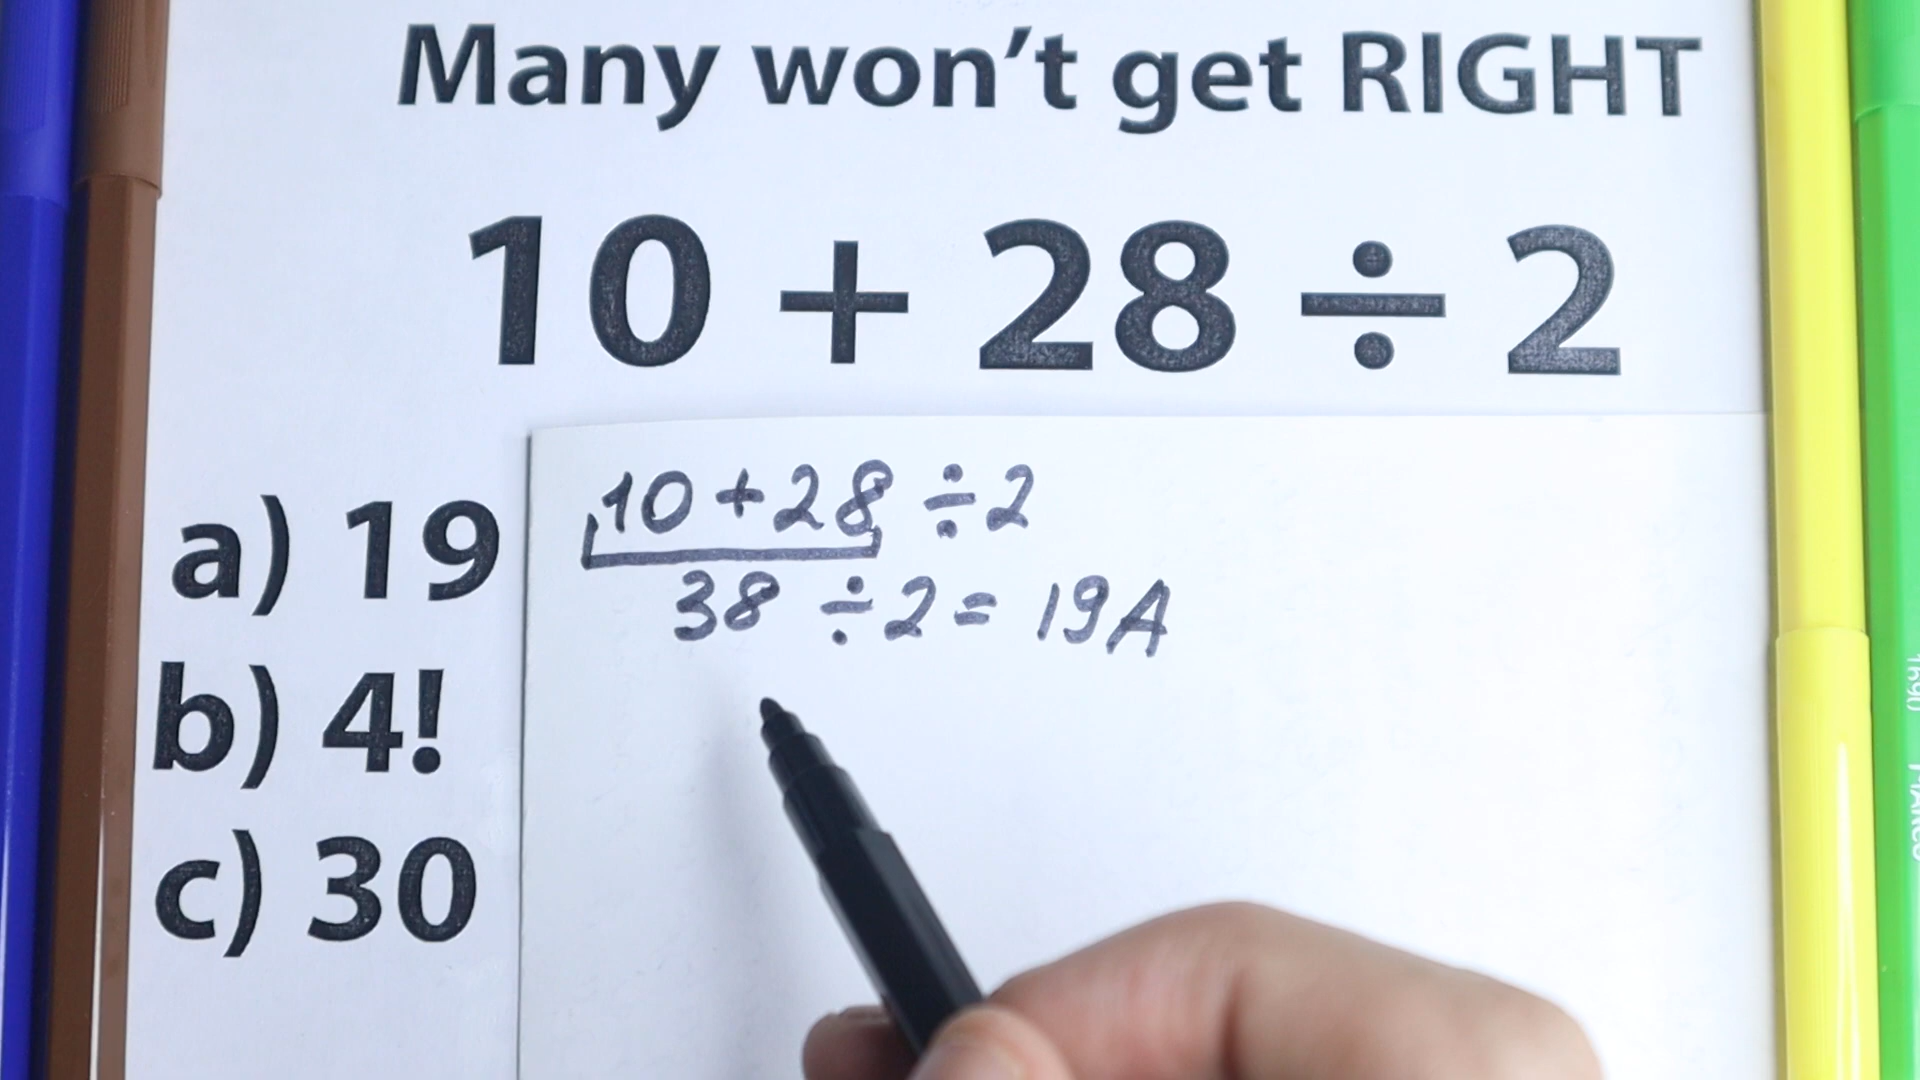 Many won't get RIGHT
10 + 28 ÷ 2
a) 19
b) 4!
c) 30
10 + 28 ÷ 2
38 ÷ 2 = 19A